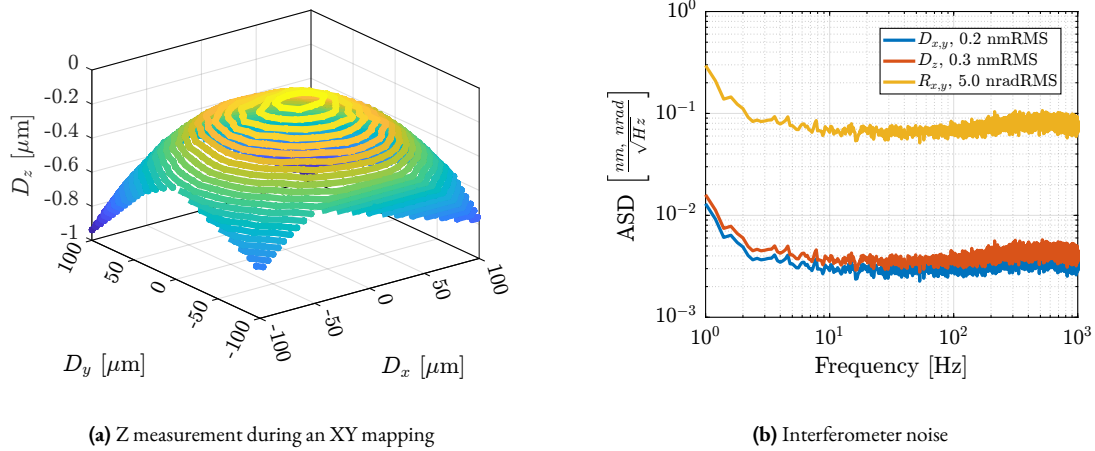 0
-0.2
-0.4
-0.6
-0.8
-1
D_z [μm]
100
50
0
-50
-100
D_y [μm]
-100
-50
0
50
100
D_x [μm]
(a) Z measurement during an XY mapping
10^0
10^-1
10^-2
10^-3
ASD [nm, nrad / √Hz]
D_{x,y}, 0.2 nmRMS
D_z, 0.3 nmRMS
R_{x,y}, 5.0 nradRMS
10^0 10^1 10^2 10^3
Frequency [Hz]
(b) Interferometer noise